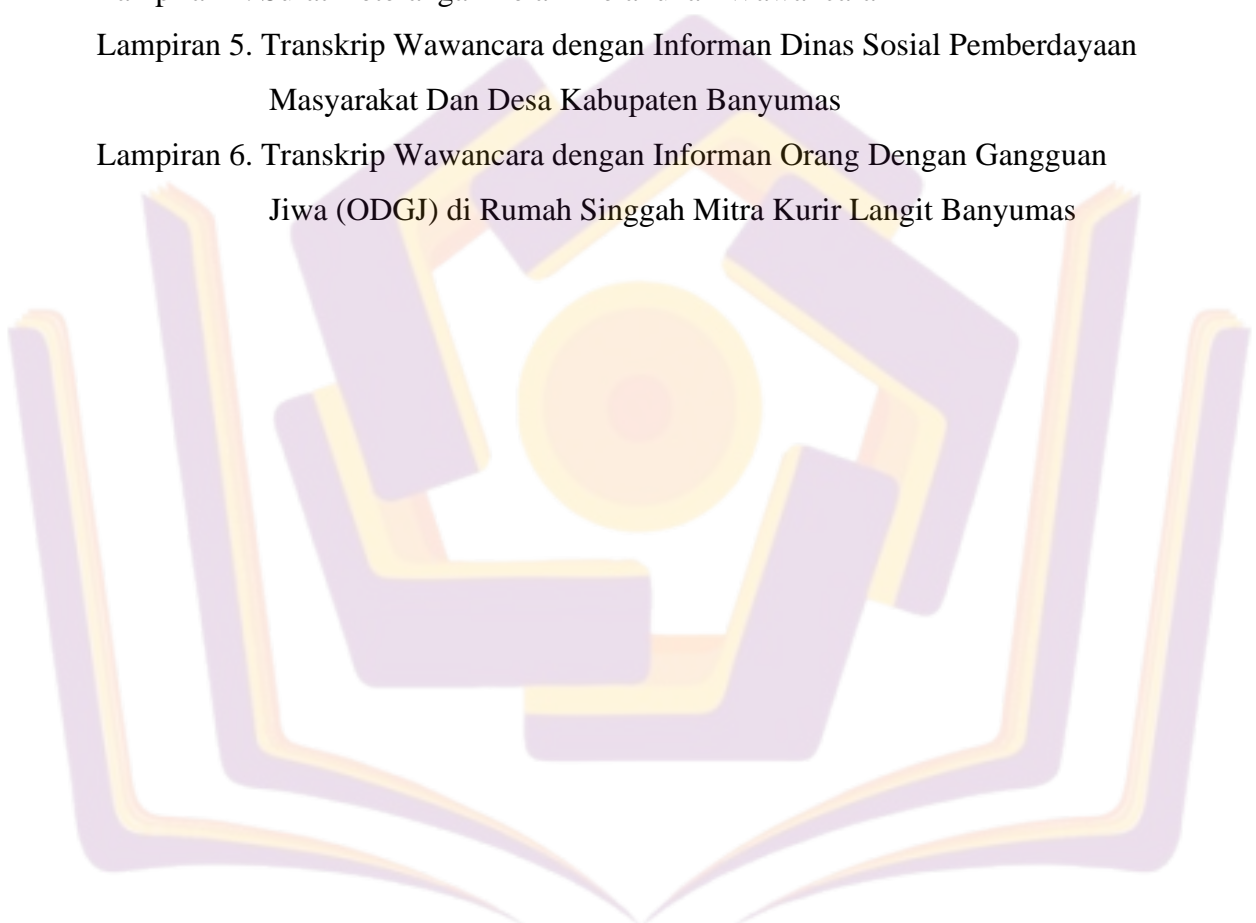 Lampiran 5. Transkrip Wawancara dengan Informan Dinas Sosial Pemberdayaan
Masyarakat Dan Desa Kabupaten Banyumas
Lampiran 6. Transkrip Wawancara dengan Informan Orang Dengan Gangguan
Jiwa (ODGJ) di Rumah Singgah Mitra Kurir Langit Banyumas